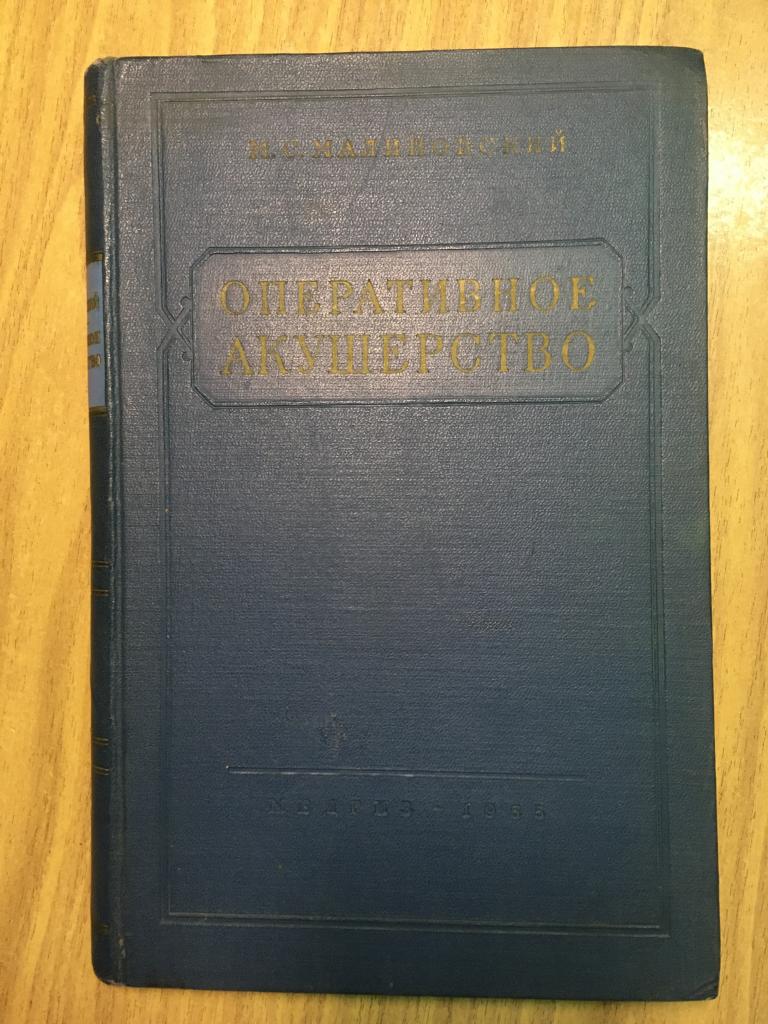 М. С. МАЛИНОВСКИЙ
ОПЕРАТИВНОЕ
АКУШЕРСТВО
МЕДГИЗ - 1955